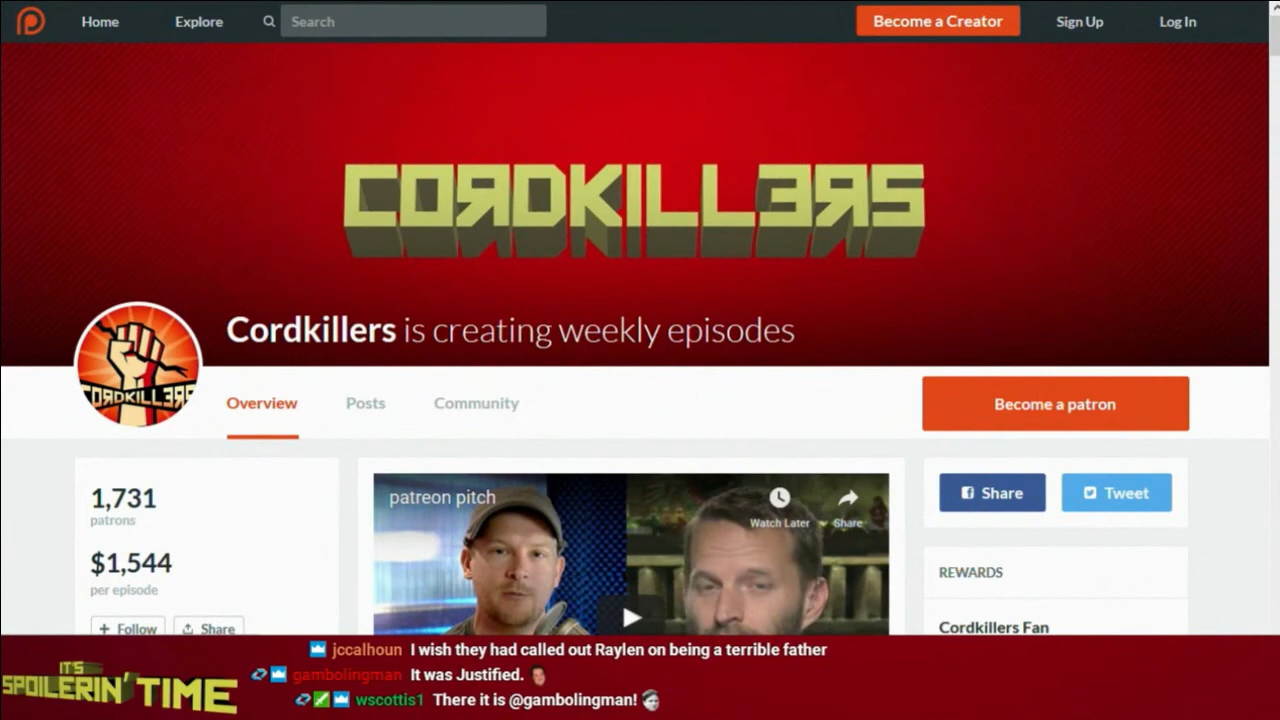 Home Explore Search Become a Creator Sign Up Log In
CORDKILLERS
Cordkillers is creating weekly episodes
CORDKILLERS
Overview Posts Community Become a patron
1,731
patrons
$1,544
per episode
+ Follow Share
patreon pitch
Watch Later Share
Share Tweet
REWARDS
Cordkillers Fan
IT'S
SPOILERIN' TIME
jccalhoun I wish they had called out Raylen on being a terrible father
gambolingman It was Justified.
wscottis1 There it is @gambolingman!